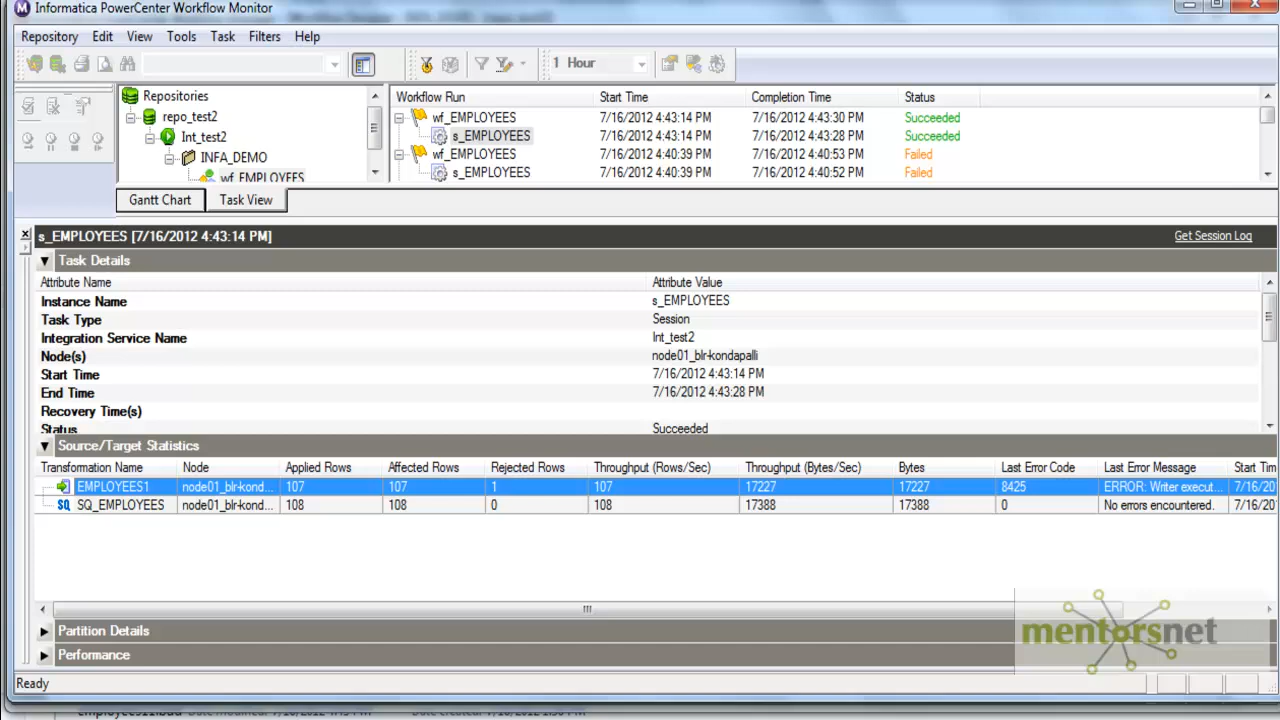 Informatica PowerCenter Workflow Monitor
Repository Edit View Tools Task Filters Help
1 Hour
Repositories
repo_test2
Int_test2
INFA_DEMO
wf_EMPLOYEES
Workflow Run Start Time Completion Time Status
wf_EMPLOYEES 7/16/2012 4:43:14 PM 7/16/2012 4:43:30 PM Succeeded
s_EMPLOYEES 7/16/2012 4:43:14 PM 7/16/2012 4:43:28 PM Succeeded
wf_EMPLOYEES 7/16/2012 4:40:39 PM 7/16/2012 4:40:53 PM Failed
s_EMPLOYEES 7/16/2012 4:40:39 PM 7/16/2012 4:40:52 PM Failed
Gantt Chart Task View
s_EMPLOYEES [7/16/2012 4:43:14 PM] Get Session Log
Task Details
Attribute Name Attribute Value
Instance Name s_EMPLOYEES
Task Type Session
Integration Service Name Int_test2
Node(s) node01_blr-kondapalli
Start Time 7/16/2012 4:43:14 PM
End Time 7/16/2012 4:43:28 PM
Recovery Time(s)
Status Succeeded
Source/Target Statistics
Transformation Name Node Applied Rows Affected Rows Rejected Rows Throughput (Rows/Sec) Throughput (Bytes/Sec) Bytes Last Error Code Last Error Message Start Tim
EMPLOYEES1 node01_blr-kond... 107 107 1 107 17227 17227 8425 ERROR: Writer execut... 7/16/20
SQ SQ_EMPLOYEES node01_blr-kond... 108 108 0 108 17388 17388 0 No errors encountered. 7/16/20
Partition Details
mentorsnet
Performance
Ready